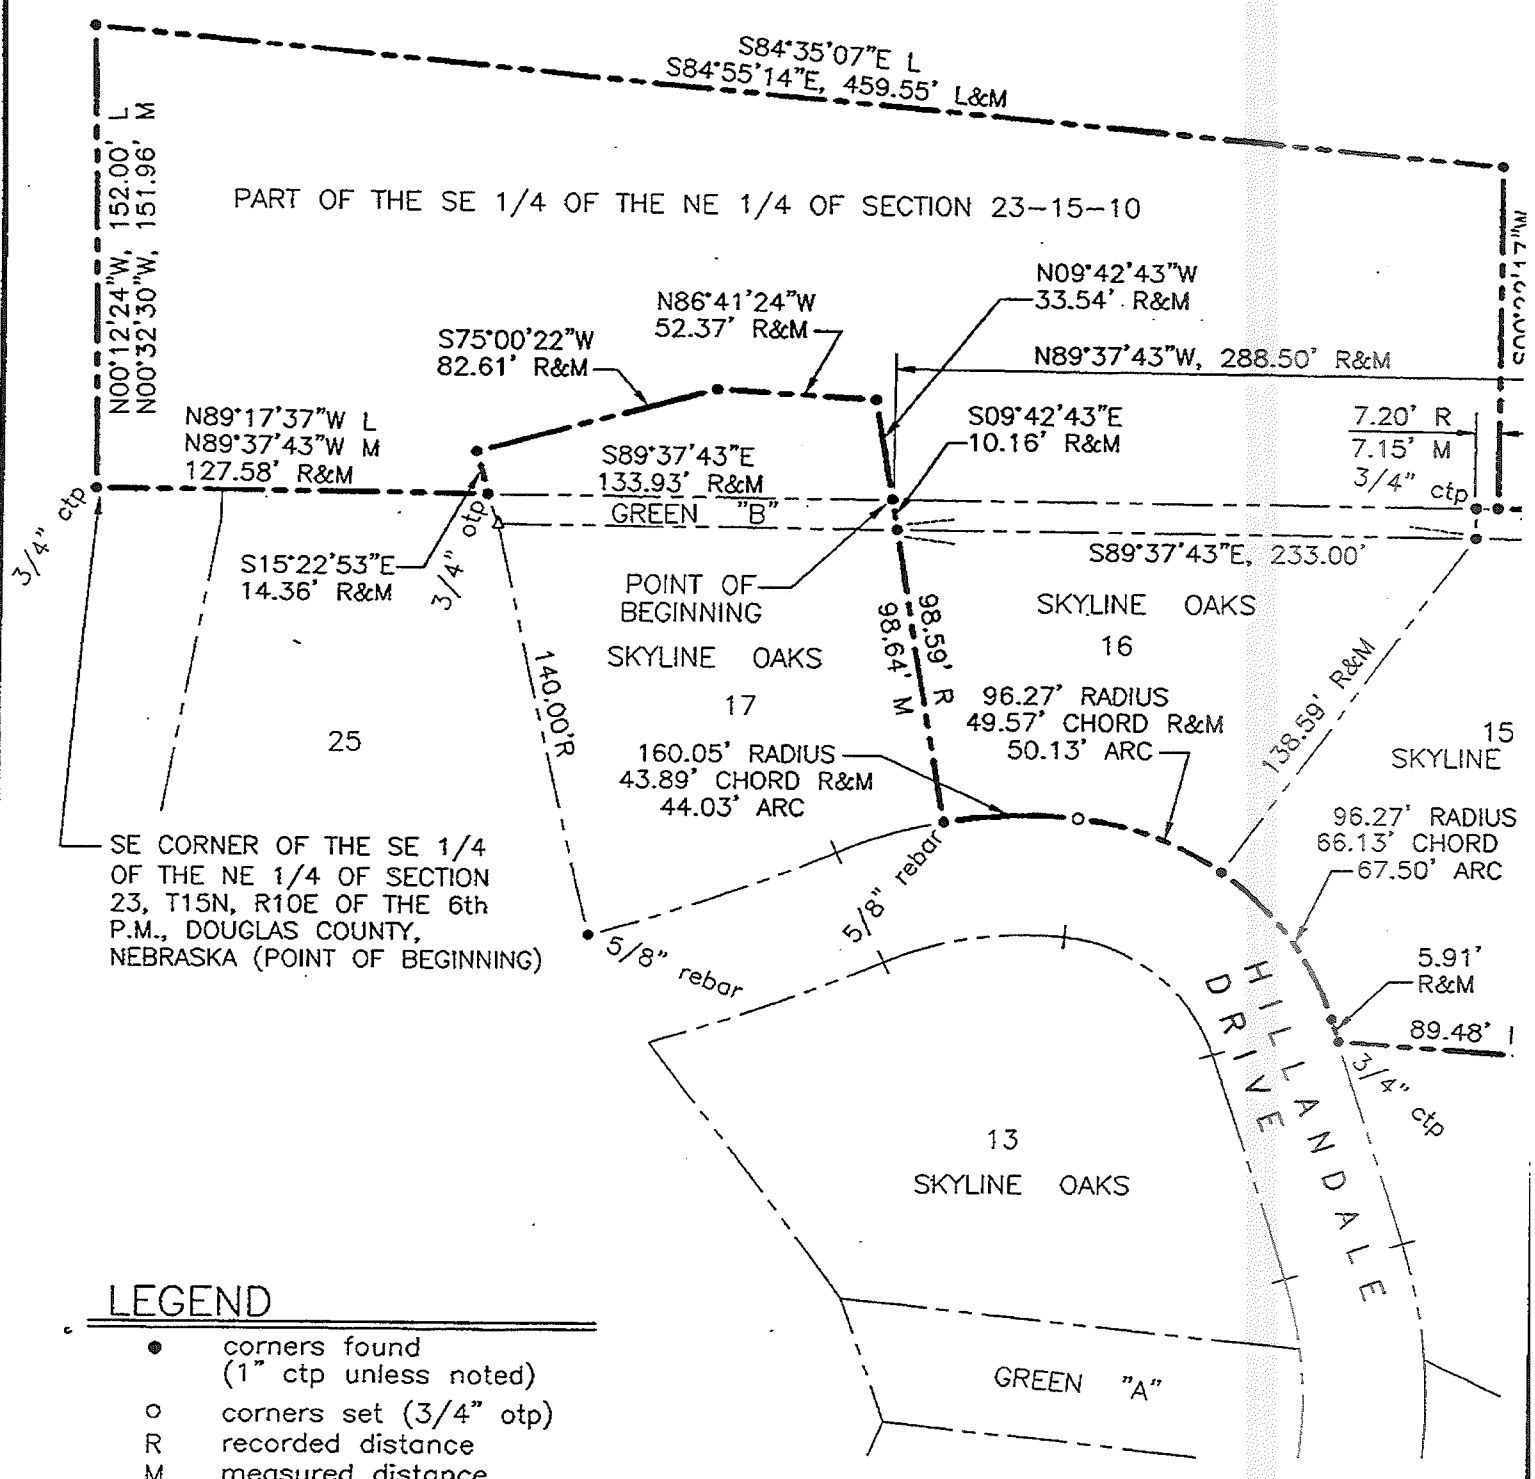 S84°35'07"E L
S84°55'14"E, 459.55' L&M
N00°12'24"W, 152.00' L
N00°32'30"W, 151.96' M
PART OF THE SE 1/4 OF THE NE 1/4 OF SECTION 23-15-10
N09°42'43"W
33.54' R&M
N86°41'24"W
52.37' R&M
S75°00'22"W
82.61' R&M
N89°37'43"W, 288.50' R&M
N89°17'37"W L
N89°37'43"W M
127.58' R&M
S09°42'43"E
10.16' R&M
7.20' R
7.15' M
3/4" ctp
S89°37'43"E
133.93' R&M
GREEN "B"
3/4" ctp
3/4" otp
S15°22'53"E
14.36' R&M
S89°37'43"E, 233.00'
POINT OF
BEGINNING
SKYLINE OAKS
16
98.59' R
98.64' M
SKYLINE OAKS
17
140.00'R
25
96.27' RADIUS
49.57' CHORD R&M
50.13' ARC
138.59' R&M
15
SKYLINE
160.05' RADIUS
43.89' CHORD R&M
44.03' ARC
96.27' RADIUS
66.13' CHORD
67.50' ARC
SE CORNER OF THE SE 1/4
OF THE NE 1/4 OF SECTION
23, T15N, R10E OF THE 6th
P.M., DOUGLAS COUNTY,
NEBRASKA (POINT OF BEGINNING)
5/8" rebar
5/8" rebar
5.91'
R&M
89.48'
3/4" ctp
HILLANDALE
DRIVE
13
SKYLINE OAKS
GREEN "A"
LEGEND
corners found
(1" ctp unless noted)
corners set (3/4" otp)
R recorded distance
M measured distance